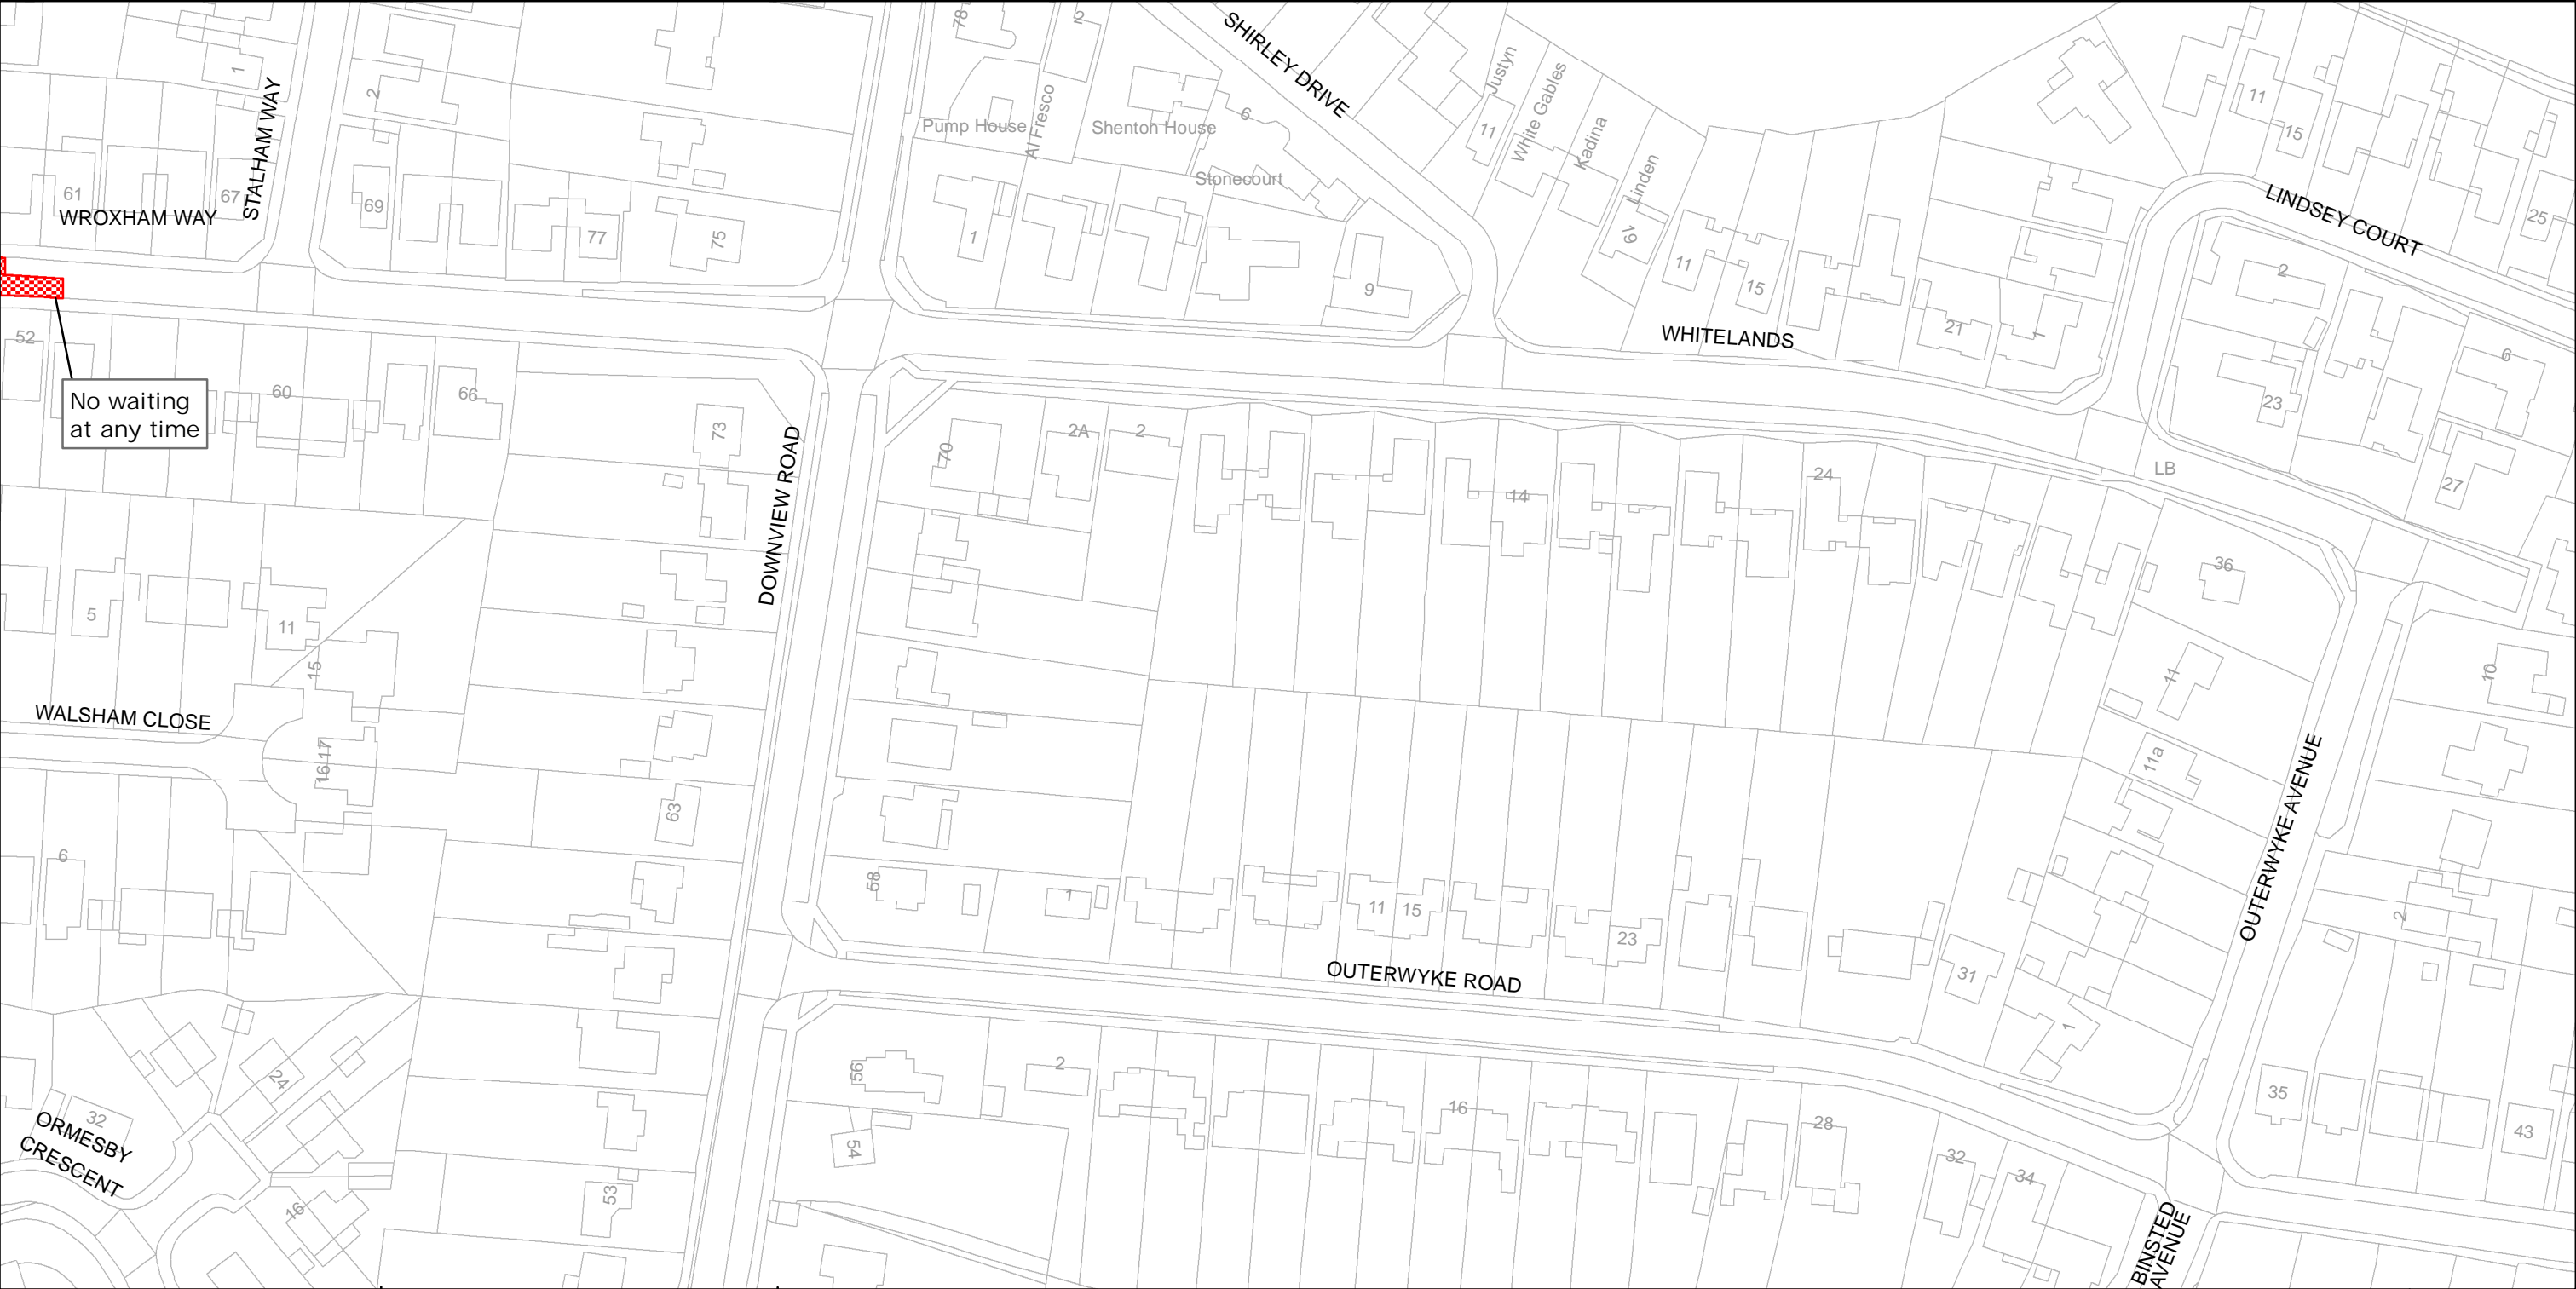 78
2
SHIRLEY DRIVE
1
STALHAM WAY
2
Pump House
Al Fresco
Shenton House
6
Stonecourt
Justyn
11
White Gables
Kadina
Linden
11
15
LINDSEY COURT
25
61
67
WROXHAM WAY
69
77
75
1
9
19
11
15
WHITELANDS
21
1
2
6
23
27
LB
52
60
66
No waiting
at any time
73
DOWNVIEW ROAD
70
2A
2
14
24
36
5
11
15
WALSHAM CLOSE
16
17
63
11
11a
10
OUTERWYKE AVENUE
2
6
58
1
11
15
23
31
1
OUTERWYKE ROAD
56
54
2
16
28
32
34
35
43
24
32
ORMESBY
CRESCENT
16
53
BINSTED
AVENUE